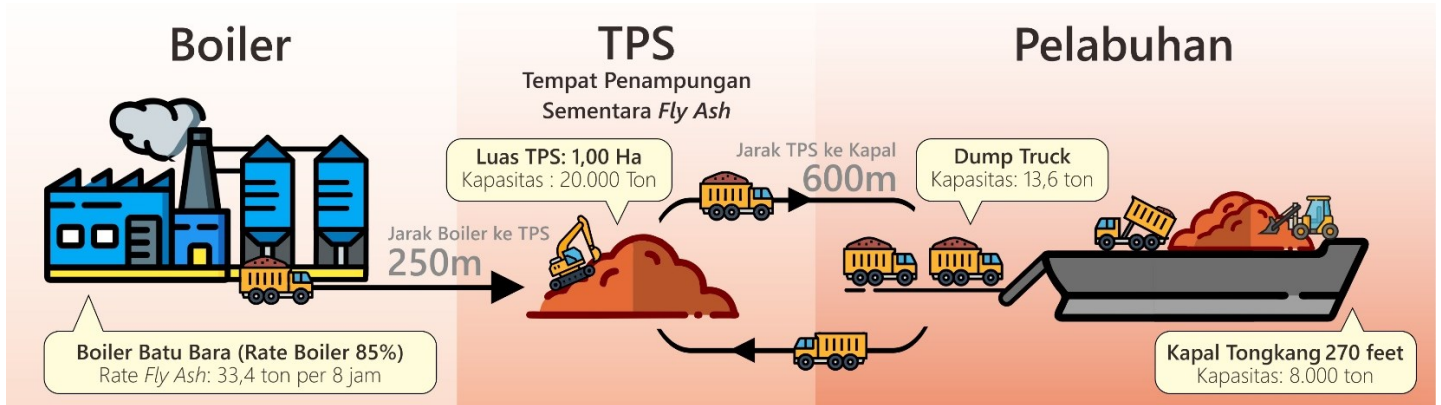 Boiler
TPS
Tempat Penampungan
Sementara Fly Ash
Pelabuhan
Luas TPS: 1,00 Ha
Kapasitas : 20.000 Ton
Jarak TPS ke Kapal
600m
Dump Truck
Kapasitas: 13,6 ton
Jarak Boiler ke TPS
250m
Boiler Batu Bara (Rate Boiler 85%)
Rate Fly Ash: 33,4 ton per 8 jam
Kapal Tongkang 270 feet
Kapasitas: 8.000 ton